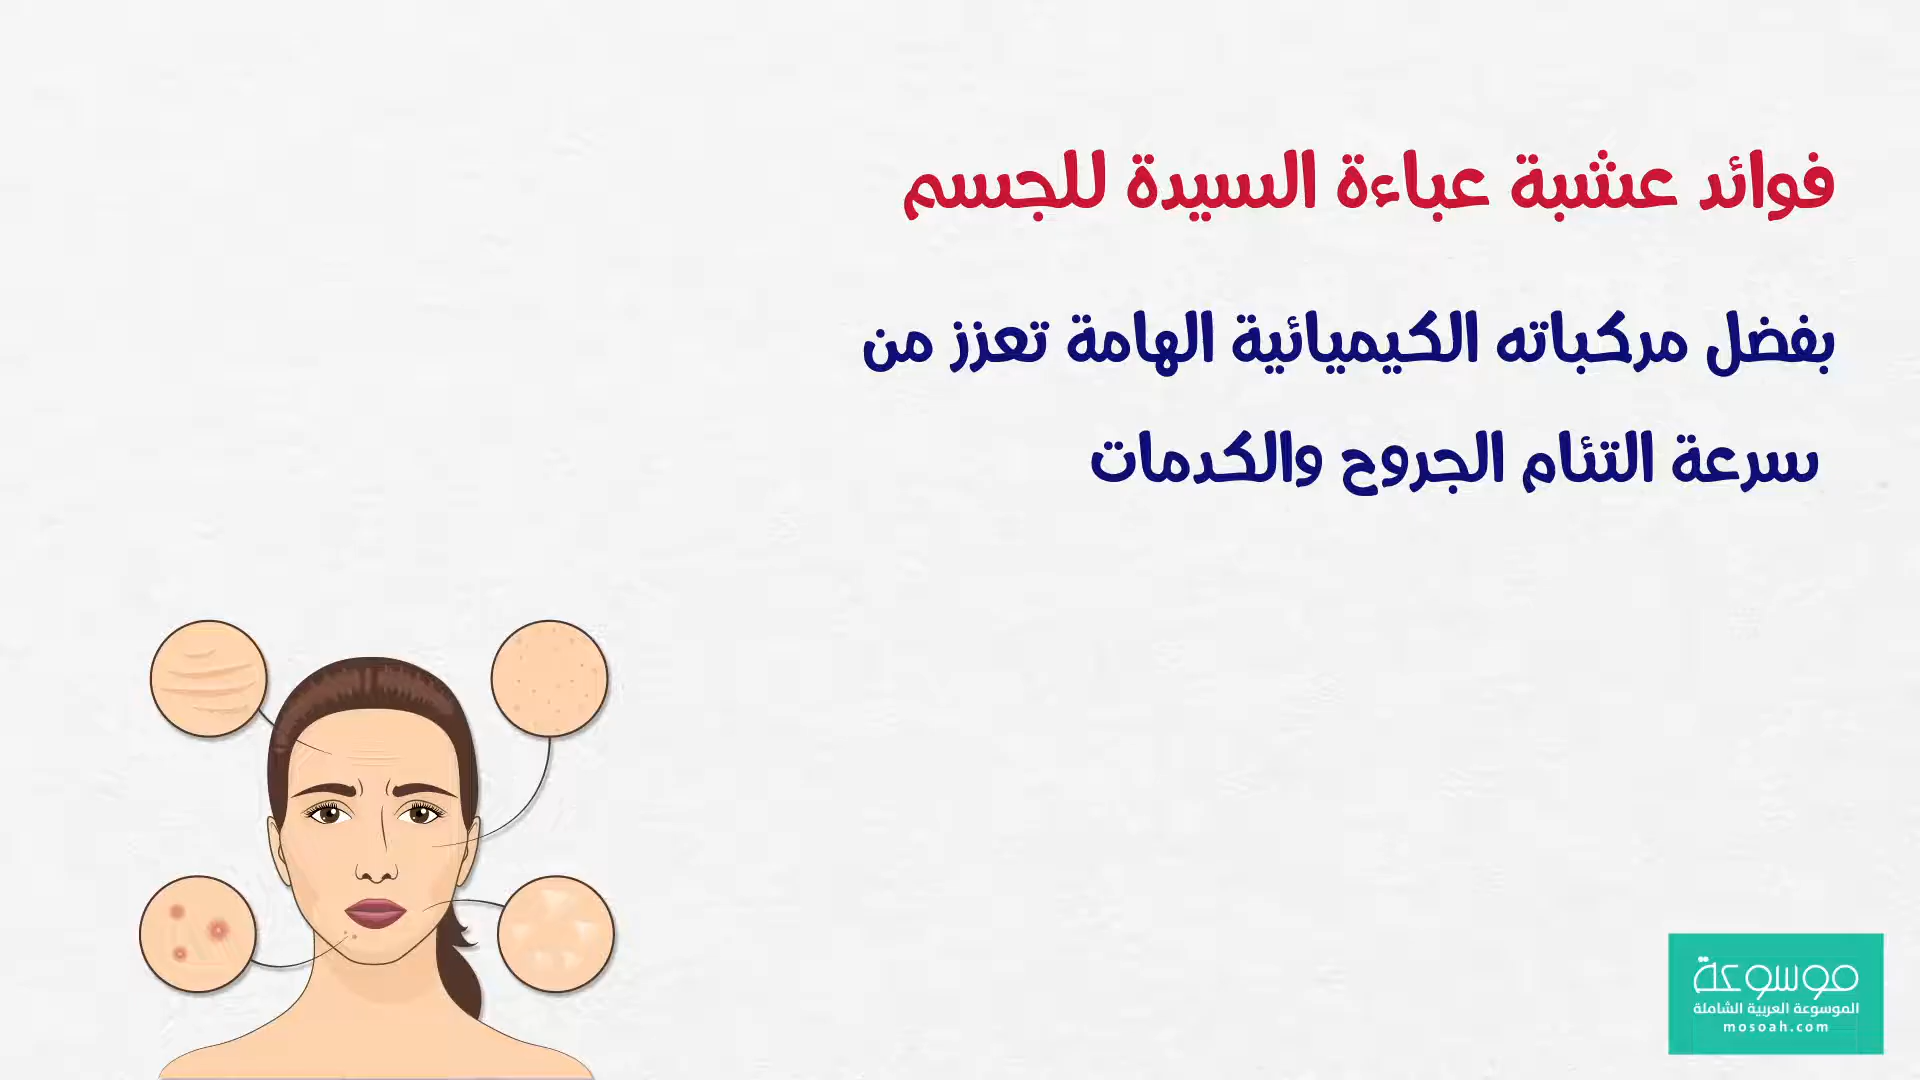 فوائد عشبة عباءة السيدة للجسم
بفضل مركباته الكيميائية الهامة تعزز من
سرعة التئام الجروح والكدمات
موسوعة
الموسوعة العربية الشاملة
mosoah.com